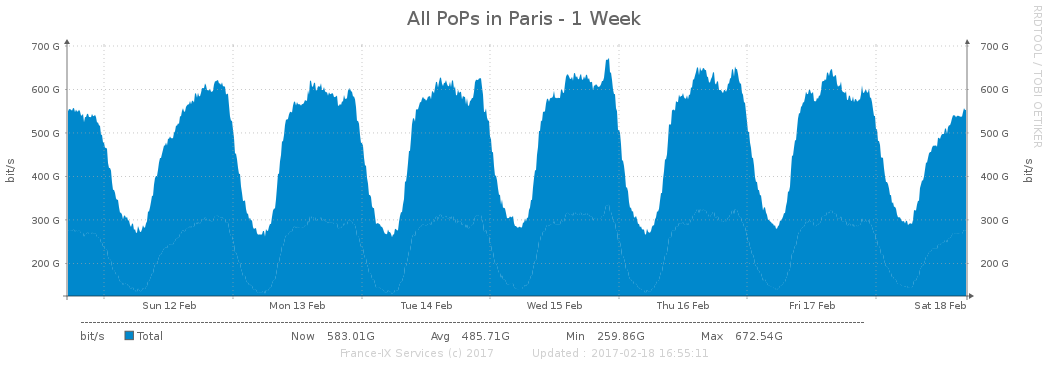 All PoPs in Paris - 1 Week
RRDTOOL / TOBI OETIKER
700 G 700 G
600 G 600 G
500 G 500 G
400 G 400 G
300 G 300 G
200 G 200 G
bit/s
bit/s
Sun 12 Feb Mon 13 Feb Tue 14 Feb Wed 15 Feb Thu 16 Feb Fri 17 Feb Sat 18 Feb
bit/s Total Now 583.01G Avg 485.71G Min 259.86G Max 672.54G
France-IX Services (c) 2017 Updated : 2017-02-18 16:55:11